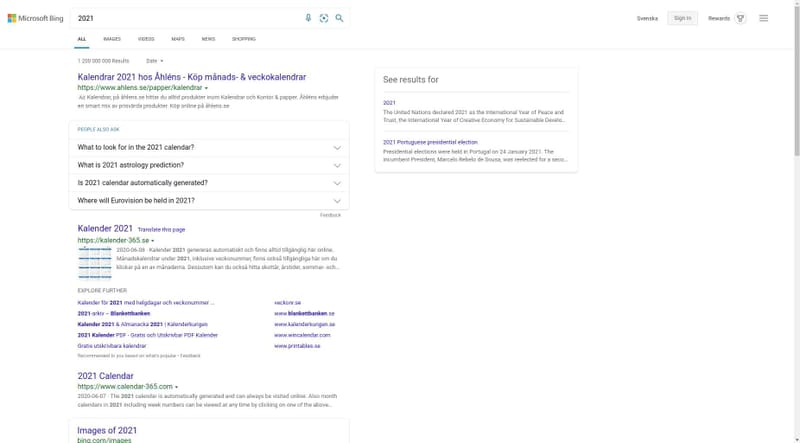 Microsoft Bing
2021
Svenska
Sign in
Rewards
ALL IMAGES VIDEOS MAPS NEWS SHOPPING
1 200 000 000 Results Date
Kalendrar 2021 hos Åhléns - Köp månads- & veckokalendrar
https://www.ahlens.se/papper/kalendrar
Ad Kalendrar, på åhlens.se hittar du alltid produkter inom Kalendrar och Kontor & papper. Åhléns erbjuder
en smart mix av prisvärda produkter. Köp online på åhlens.se
PEOPLE ALSO ASK
What to look for in the 2021 calendar?
What is 2021 astrology prediction?
Is 2021 calendar automatically generated?
Where will Eurovision be held in 2021?
Feedback
Kalender 2021 Translate this page
https://kalender-365.se
2020-06-08 · Kalender 2021 genereras automatiskt och finns alltid tillgänglig här online.
Månadskalendrar under 2021, inklusive veckonummer, finns också tillgängliga här om du
klickar på en av månaderna. Dessutom kan du också hitta skottår, årstider, sommar- och...
EXPLORE FURTHER
Kalender för 2021 med helgdagar och veckonummer ... veckonr.se
2021-arkiv - Blankettbanken www.blankettbanken.se
Kalender 2021 & Almanacka 2021 | Kalenderkungen www.kalenderkungen.se
2021 Kalender PDF - Gratis och Utskrivbar PDF Kalender www.wincalendar.com
Gratis utskrivbara kalendrar www.printables.se
Recommended to you based on what's popular • Feedback
2021 Calendar
https://www.calendar-365.com
2020-06-07 · The 2021 calendar is automatically generated and can always be visited online. Also month
calendars in 2021 including week numbers can be viewed at any time by clicking on one of the above..
Images of 2021
bing.com/images
See results for
2021
The United Nations declared 2021 as the International Year of Peace and
Trust, the International Year of Creative Economy for Sustainable Develo...
2021 Portuguese presidential election
Presidential elections were held in Portugal on 24 January 2021. The
incumbent President, Marcelo Rebelo de Sousa, was reelected for a seco...